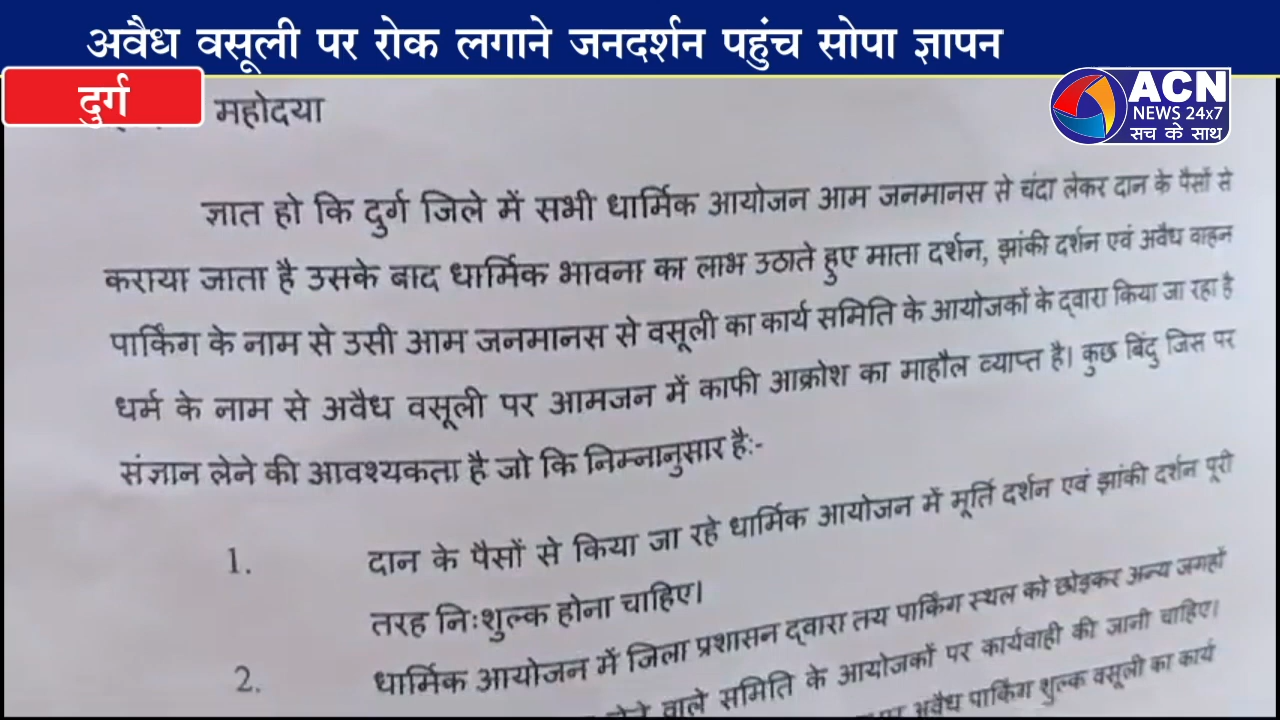 अवैध वसूली पर रोक लगाने जनदर्शन पहुंच सोपा ज्ञापन
दुर्ग
ACN
NEWS 24x7
सच के साथ
महोदया
ज्ञात हो कि दुर्ग जिले में सभी धार्मिक आयोजन आम जनमानस से चंदा लेकर दान के पैसों से
कराया जाता है उसके बाद धार्मिक भावना का लाभ उठाते हुए माता दर्शन, झांकी दर्शन एवं अवैध वाहन
पार्किंग के नाम से उसी आम जनमानस से वसूली का कार्य समिति के आयोजकों के द्वारा किया जा रहा है
धर्म के नाम से अवैध वसूली पर आमजन में काफी आक्रोश का माहौल व्याप्त है। कुछ बिंदु जिस पर
संज्ञान लेने की आवश्यकता है जो कि निम्नानुसार है:-
1. दान के पैसों से किया जा रहे धार्मिक आयोजन में मूर्ति दर्शन एवं झांकी दर्शन पूरी
तरह निःशुल्क होना चाहिए।
2. धार्मिक आयोजन में जिला प्रशासन द्वारा तय पार्किंग स्थल को छोड़कर अन्य जगहों
लेने वाले समिति के आयोजकों पर कार्यवाही की जानी चाहिए।
अवैध पार्किंग शुल्क वसूली का कार्य